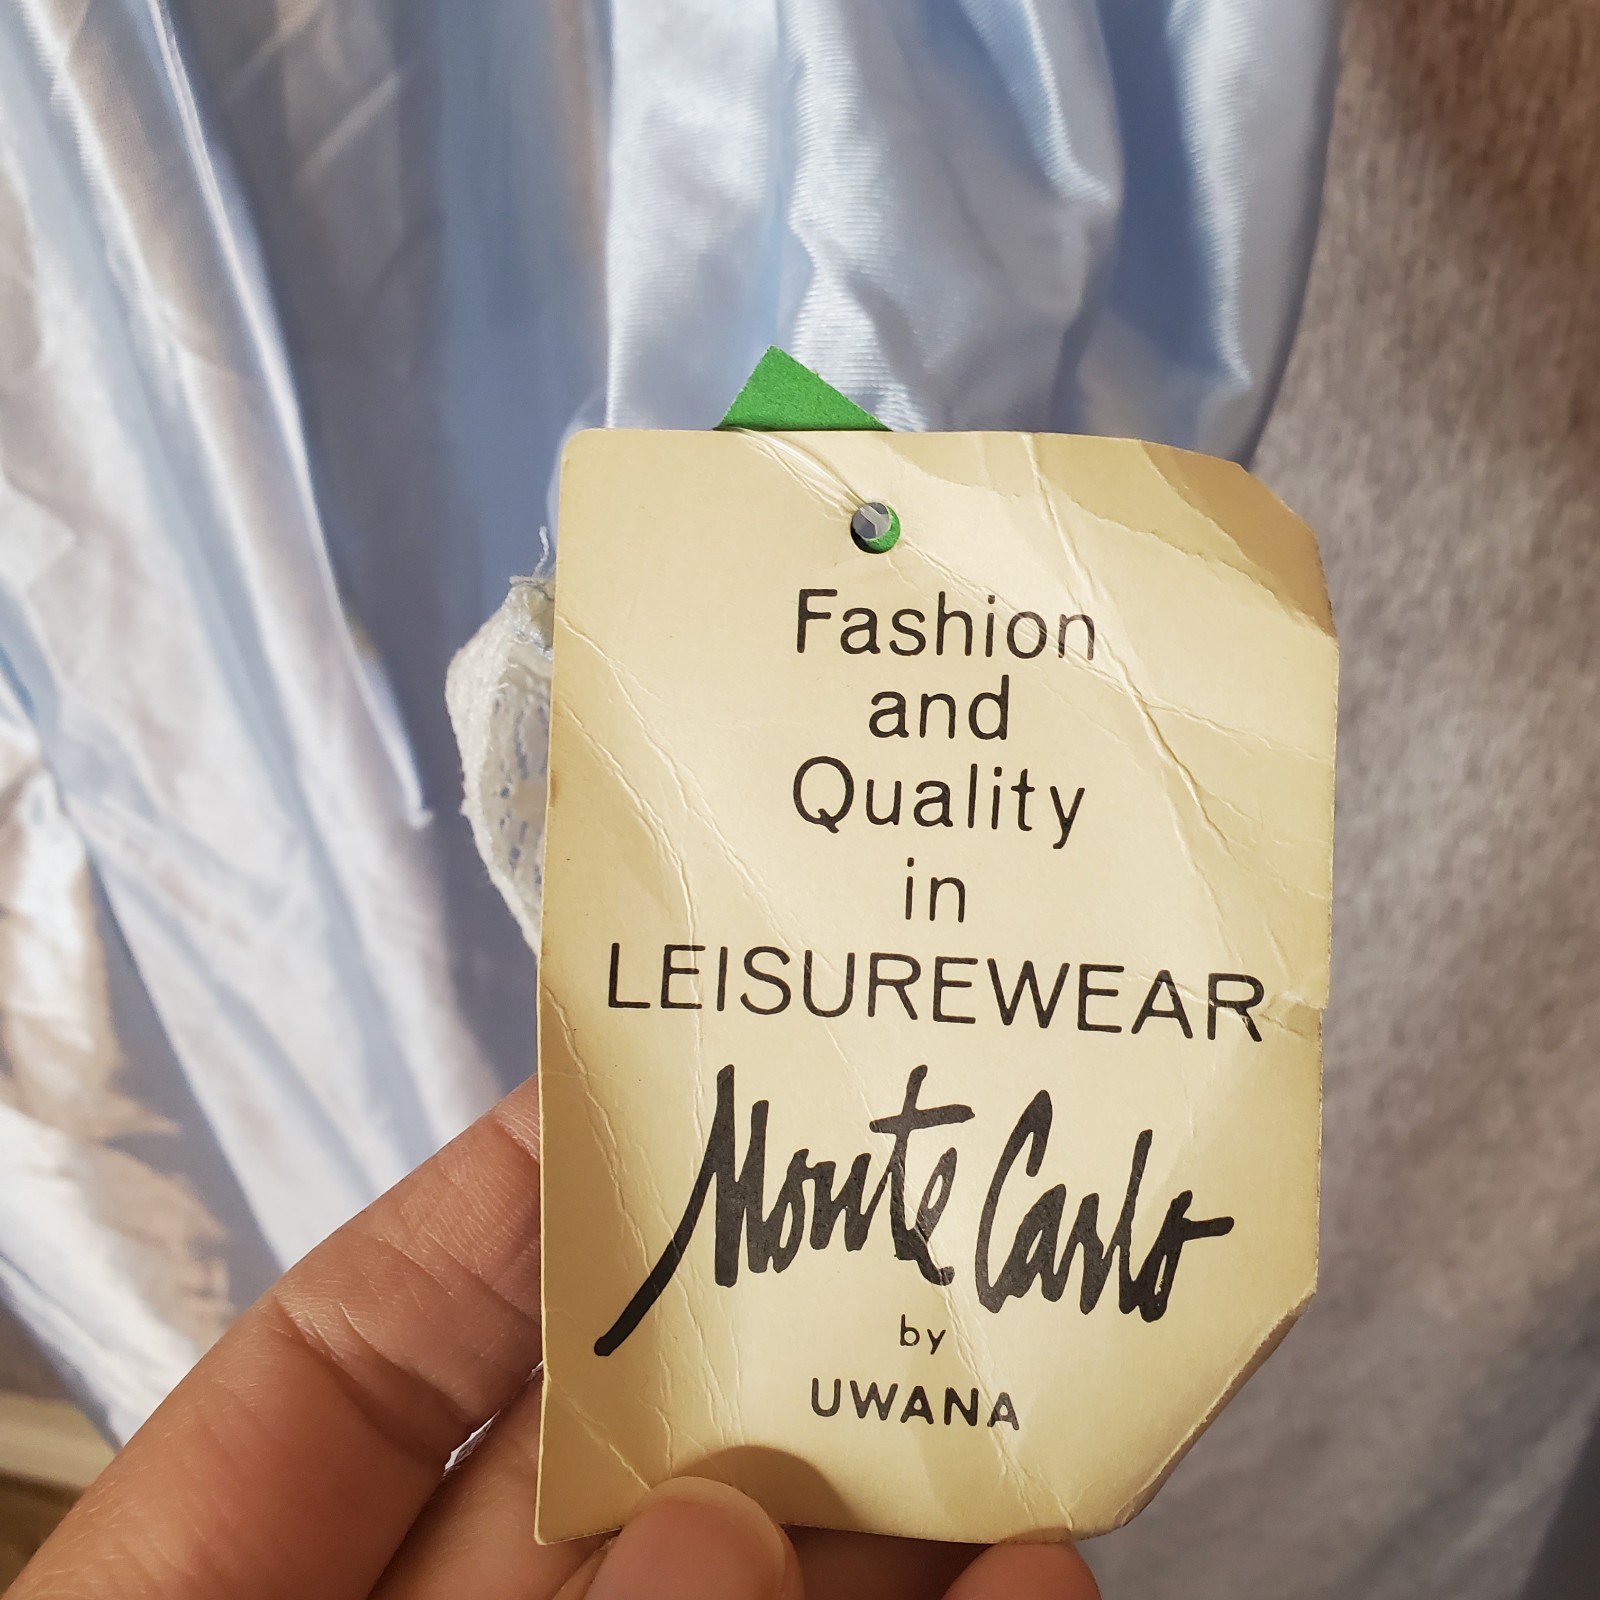 Fashion
and
Quality
in
LEISUREWEAR
Monte Carlo
by
UWANA